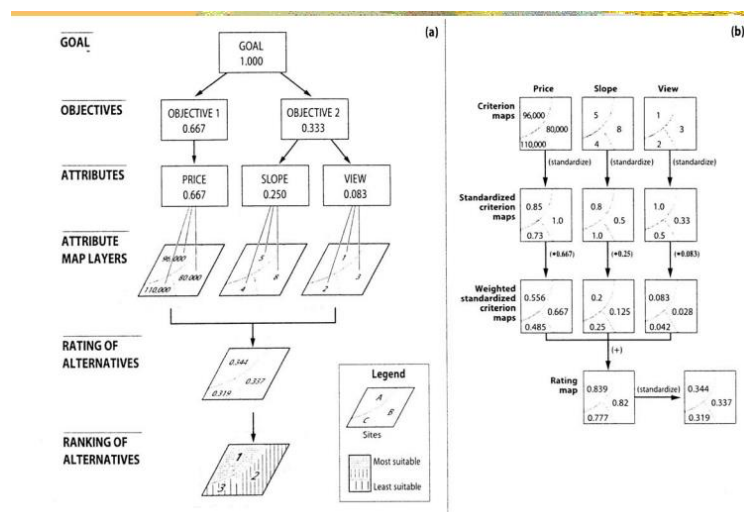 (a)
GOAL
GOAL
1.000
OBJECTIVES
OBJECTIVE 1
0.667
OBJECTIVE 2
0.333
ATTRIBUTES
PRICE
0.667
SLOPE
0.250
VIEW
0.083
ATTRIBUTE
MAP LAYERS
96,000
80,000
110,000
5
8
4
1
3
2
RATING OF
ALTERNATIVES
0.344
0.337
0.319
RANKING OF
ALTERNATIVES
1
2
3
Legend
A
B
C
Sites
Most suitable
Least suitable
(b)
Price Slope View
Criterion
maps
96,000
80,000
110,000
5
8
4
1
3
2
(standardize) (standardize) (standardize)
Standardized
criterion
maps
0.85
1.0
0.73
0.8
0.5
1.0
1.0
0.33
0.5
(*0.667) (*0.25) (*0.083)
Weighted
standardized
criterion
maps
0.556
0.667
0.485
0.2
0.125
0.25
0.083
0.028
0.042
(+)
Rating
map
0.839
0.82
0.777
(standardize)
0.344
0.337
0.319